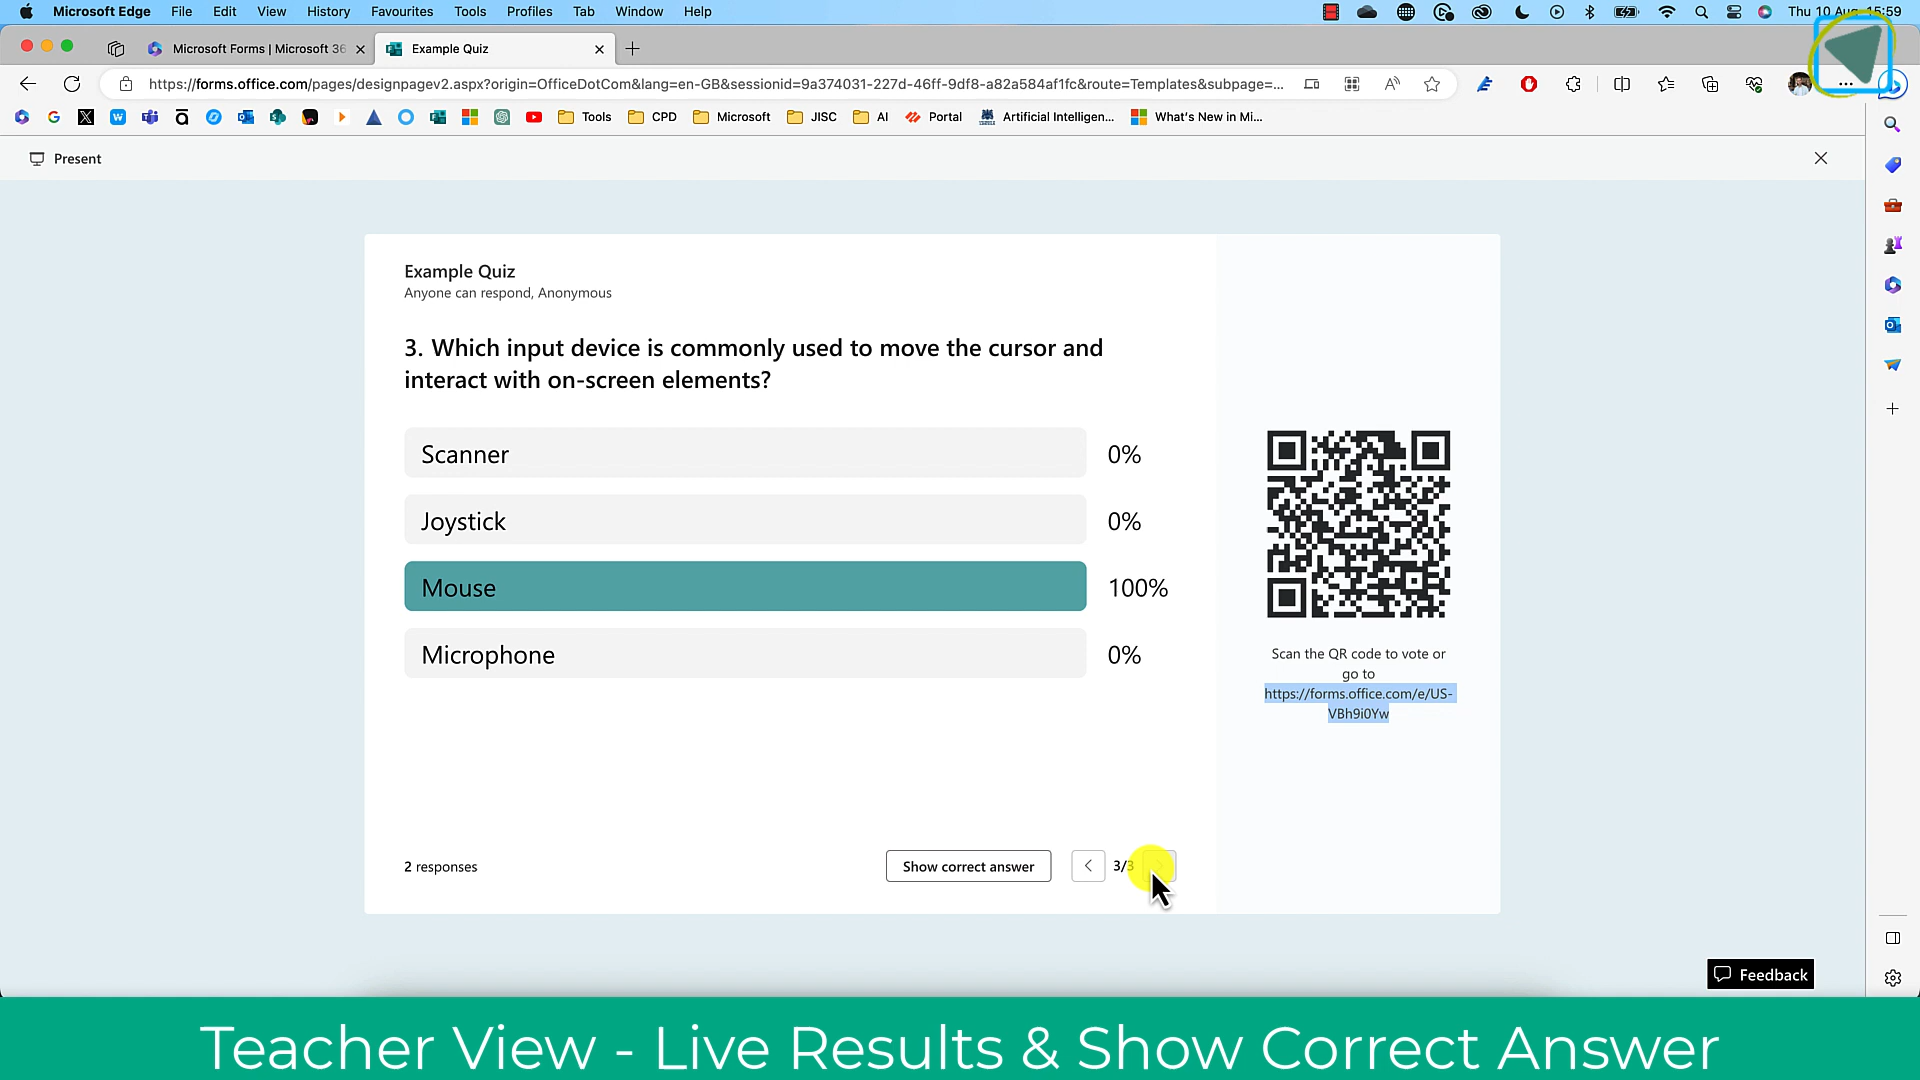 Microsoft Edge File Edit View History Favourites Tools Profiles Tab Window Help
Microsoft Forms | Microsoft 36 Example Quiz
https://forms.office.com/pages/designpagev2.aspx?origin=OfficeDotCom&lang=en-GB&sessionid=9a374031-227d-46ff-9df8-a82a584af1fc&route=Templates&subpage=...
Tools CPD Microsoft JISC AI Portal Artificial Intelligen... What's New in Mi...
Present
Example Quiz
Anyone can respond, Anonymous
3. Which input device is commonly used to move the cursor and
interact with on-screen elements?
Scanner 0%
Joystick 0%
Mouse 100%
Microphone 0%
Scan the QR code to vote or
go to
https://forms.office.com/e/US-
VBh9i0Yw
2 responses Show correct answer 3/3
Feedback
Teacher View - Live Results & Show Correct Answer